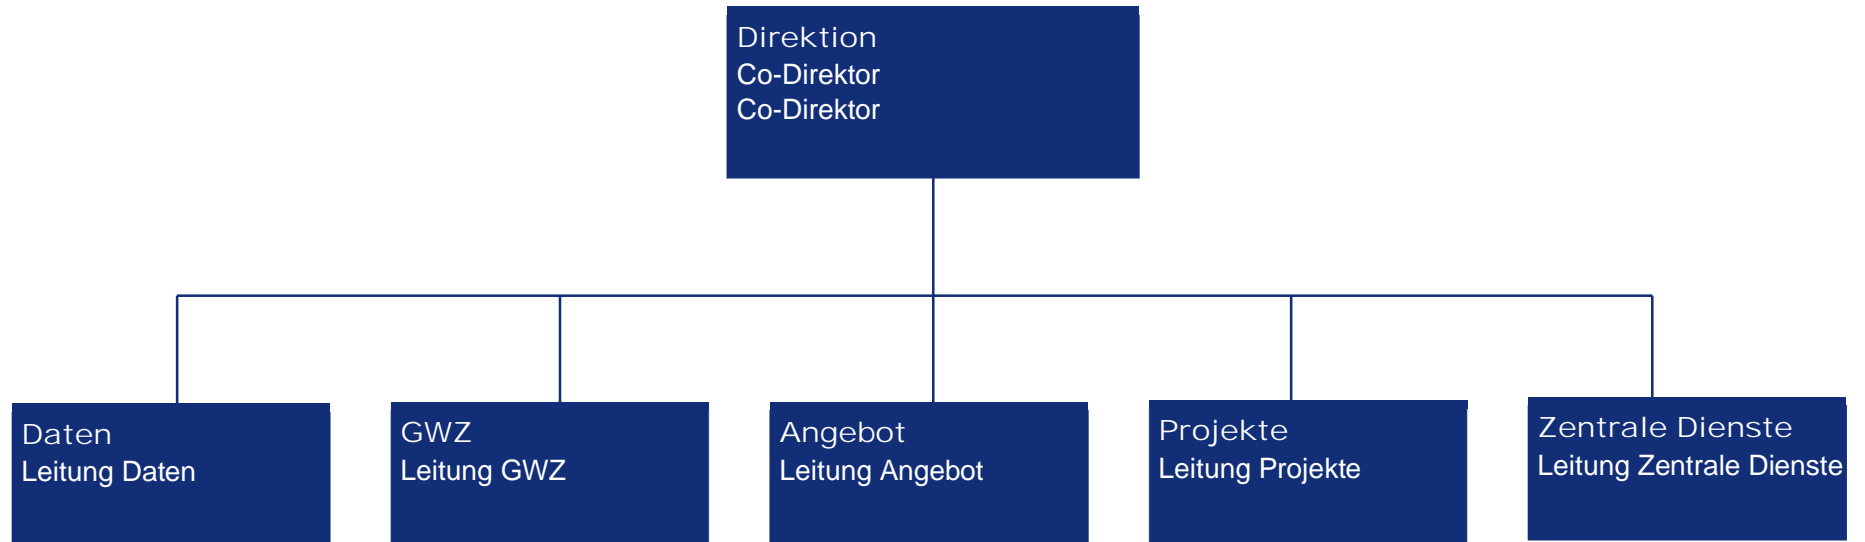 Direktion
Co-Direktor
Co-Direktor
Daten
Leitung Daten
GWZ
Leitung GWZ
Angebot
Leitung Angebot
Projekte
Leitung Projekte
Zentrale Dienste
Leitung Zentrale Dienste